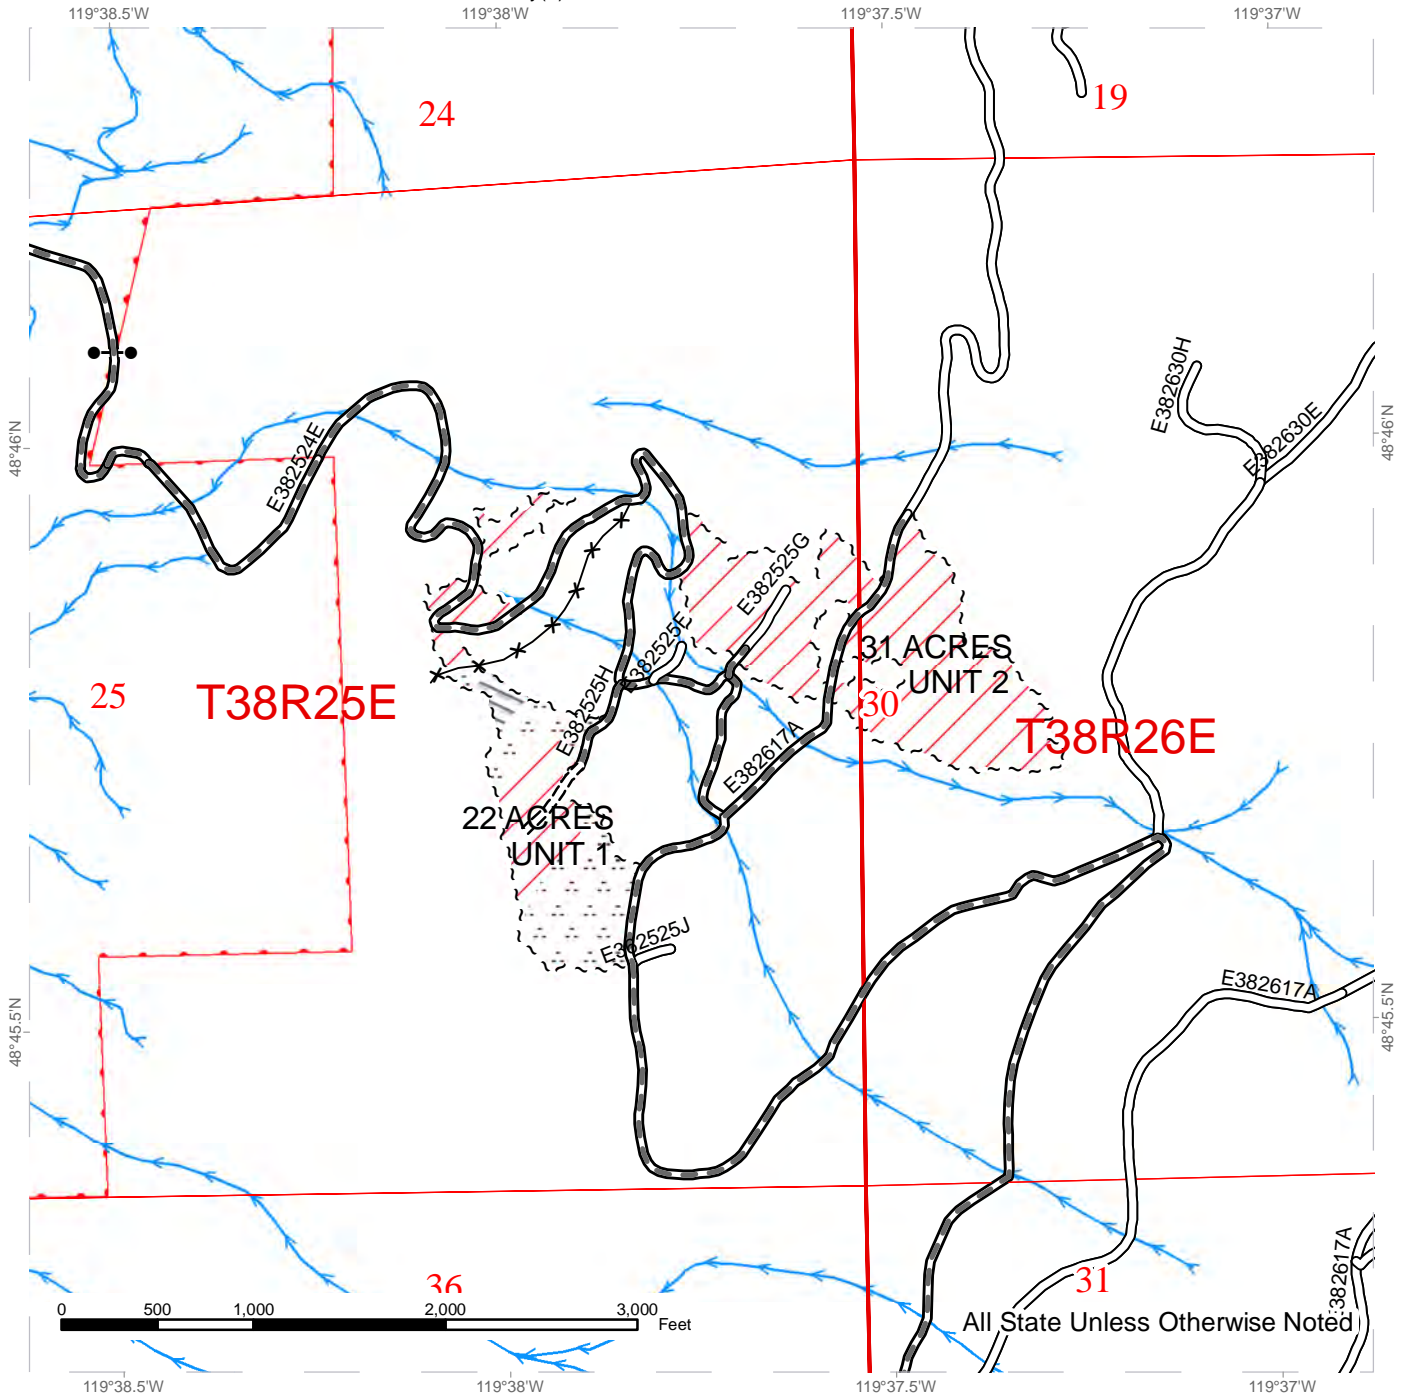 119°38.5'W
119°38'W
119°37.5'W
119°37'W
24
19
E382630H
E382630E
48°46'N
48°46'N
E382524E
E382525G
E382525E
31 ACRES
UNIT 2
25
T38R25E
E382525H
30
T38R26E
E382617A
22 ACRES
UNIT 1
E362525J
E382617A
48°45.5'N
48°45.5'N
36
31
E382617A
0
500
1,000
2,000
3,000
Feet
All State Unless Otherwise Noted
119°38.5'W
119°38'W
119°37.5'W
119°37'W